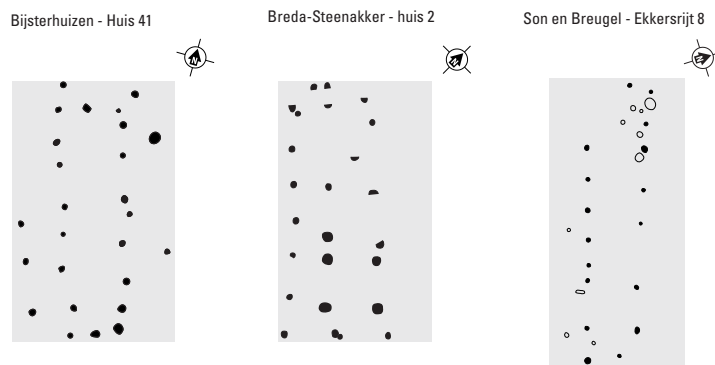 Bijsterhuizen - Huis 41
Breda-Steenakker - huis 2
Son en Breugel - Ekkersrijt 8
N
N
N